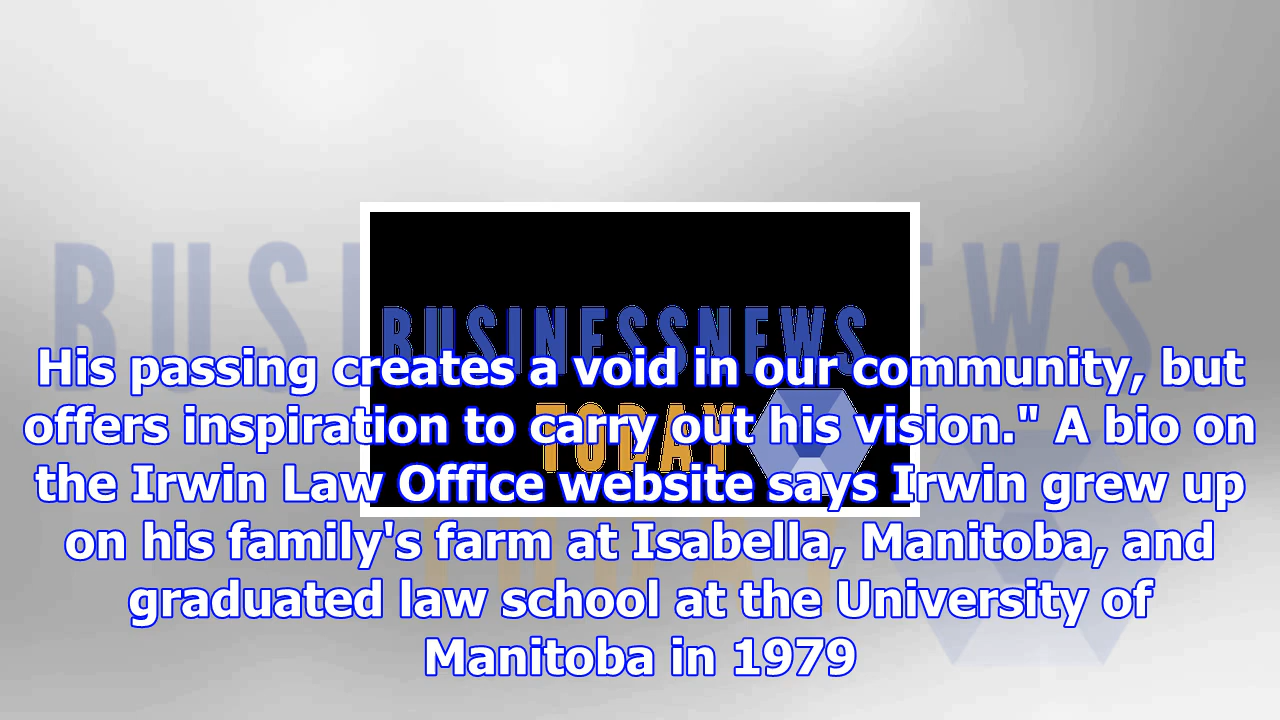 BUSINESSNEWS
TODAY
His passing creates a void in our community, but
offers inspiration to carry out his vision." A bio on
the Irwin Law Office website says Irwin grew up
on his family's farm at Isabella, Manitoba, and
graduated law school at the University of
Manitoba in 1979